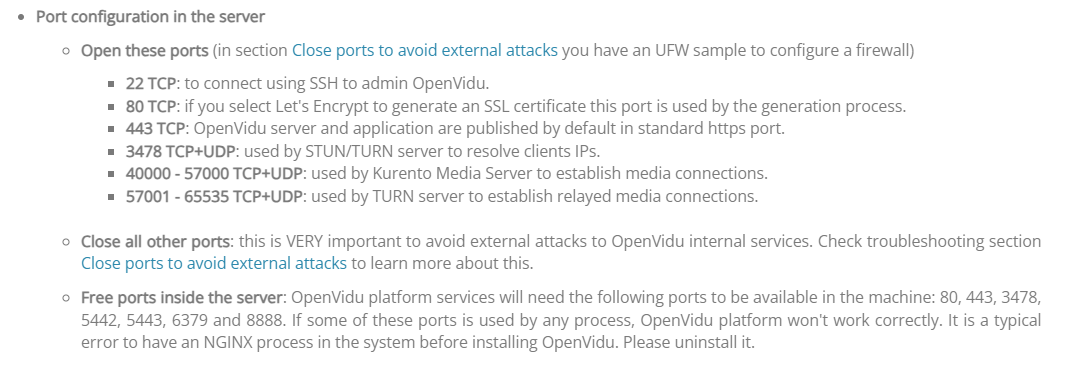 • Port configuration in the server
○ Open these ports (in section Close ports to avoid external attacks you have an UFW sample to configure a firewall)
▪ 22 TCP: to connect using SSH to admin OpenVidu.
▪ 80 TCP: if you select Let's Encrypt to generate an SSL certificate this port is used by the generation process.
▪ 443 TCP: OpenVidu server and application are published by default in standard https port.
▪ 3478 TCP+UDP: used by STUN/TURN server to resolve clients IPs.
▪ 40000 - 57000 TCP+UDP: used by Kurento Media Server to establish media connections.
▪ 57001 - 65535 TCP+UDP: used by TURN server to establish relayed media connections.
○ Close all other ports: this is VERY important to avoid external attacks to OpenVidu internal services. Check troubleshooting section
Close ports to avoid external attacks to learn more about this.
○ Free ports inside the server: OpenVidu platform services will need the following ports to be available in the machine: 80, 443, 3478,
5442, 5443, 6379 and 8888. If some of these ports is used by any process, OpenVidu platform won't work correctly. It is a typical
error to have an NGINX process in the system before installing OpenVidu. Please uninstall it.